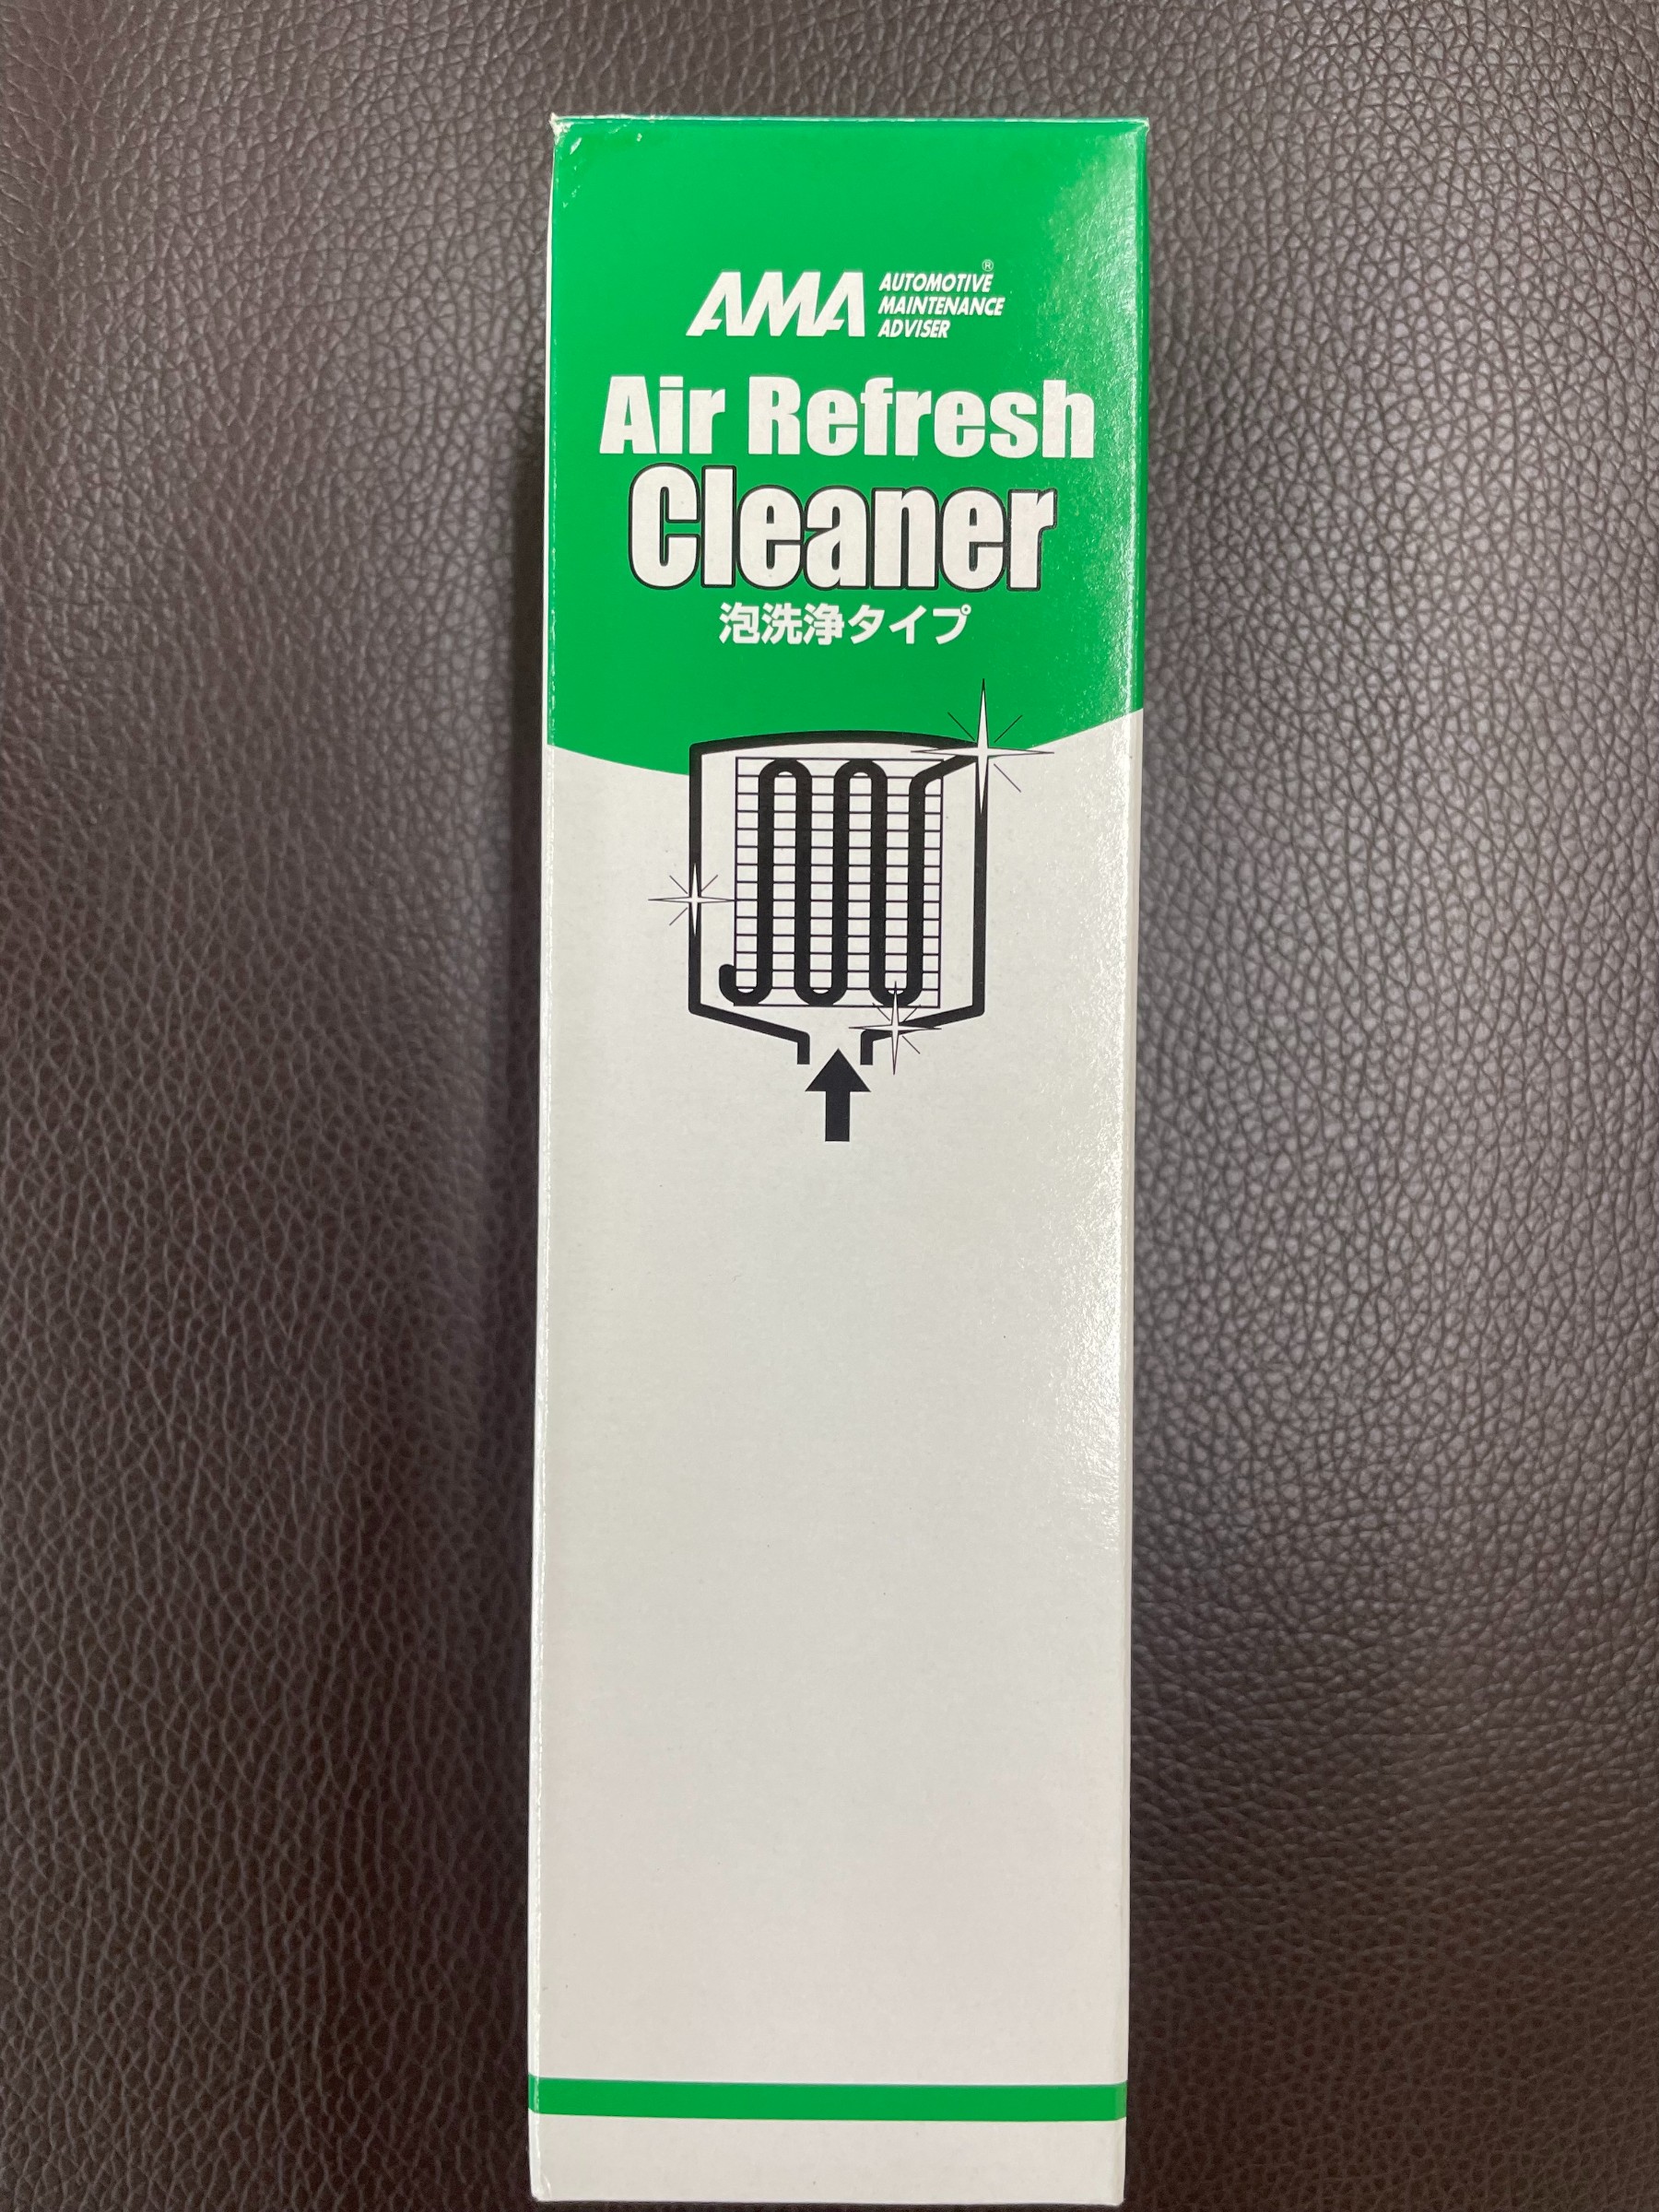 AMA
AUTOMOTIVE ®
MAINTENANCE
ADVISER
Air Refresh
Cleaner
泡洗浄タイプ